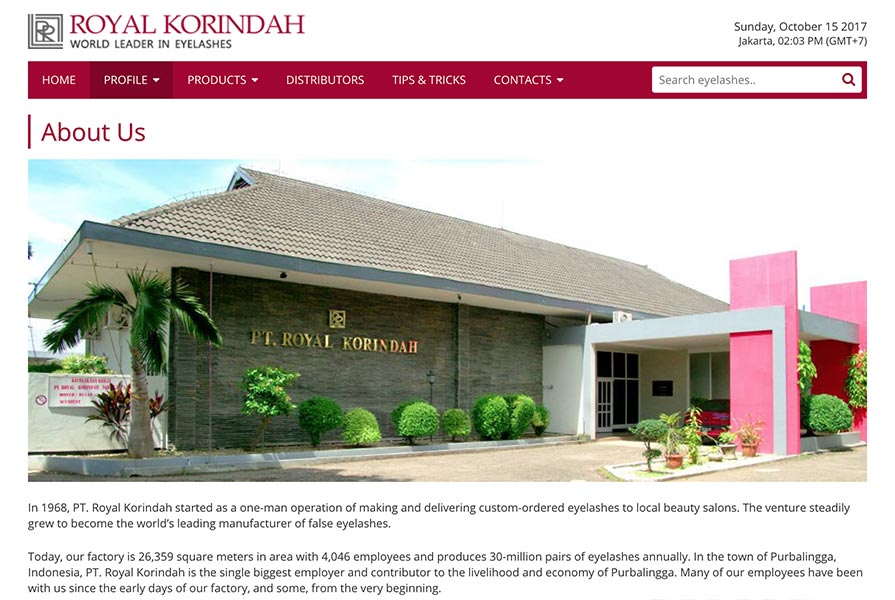 ROYAL KORINDAH
WORLD LEADER IN EYELASHES
Sunday, October 15 2017
Jakarta, 02:03 PM (GMT+7)
HOME PROFILE PRODUCTS DISTRIBUTORS TIPS & TRICKS CONTACTS Search eyelashes..
About Us
PT. ROYAL KORINDAH
PT. ROYAL KORINDAH
In 1968, PT. Royal Korindah started as a one-man operation of making and delivering custom-ordered eyelashes to local beauty salons. The venture steadily
grew to become the world's leading manufacturer of false eyelashes.
Today, our factory is 26,359 square meters in area with 4,046 employees and produces 30-million pairs of eyelashes annually. In the town of Purbalingga,
Indonesia, PT. Royal Korindah is the single biggest employer and contributor to the livelihood and economy of Purbalingga. Many of our employees have been
with us since the early days of our factory, and some, from the very beginning.